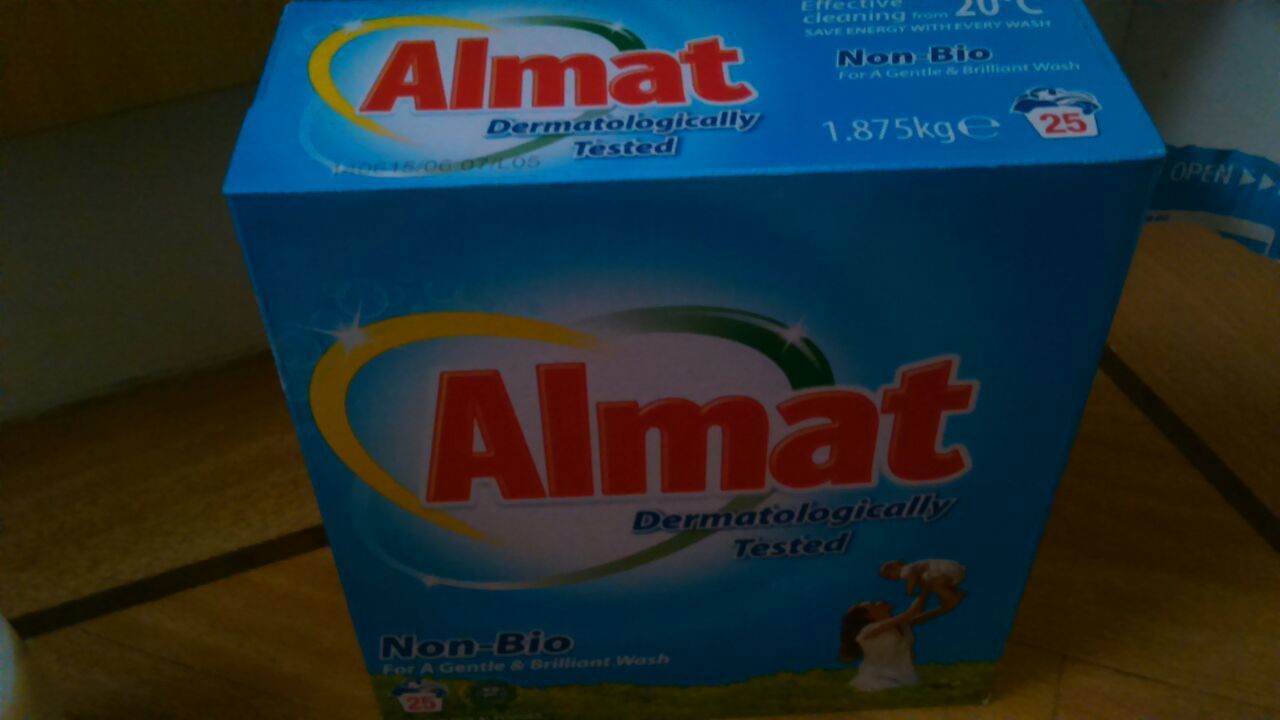 Effective
cleaning from 20°C
SAVE ENERGY WITH EVERY WASH
Almat
Dermatologically
Tested
Non-Bio
For A Gentle & Brilliant Wash
1.875kg e
25
OPEN
Almat
Dermatologically
Tested
Non-Bio
For A Gentle & Brilliant Wash
25